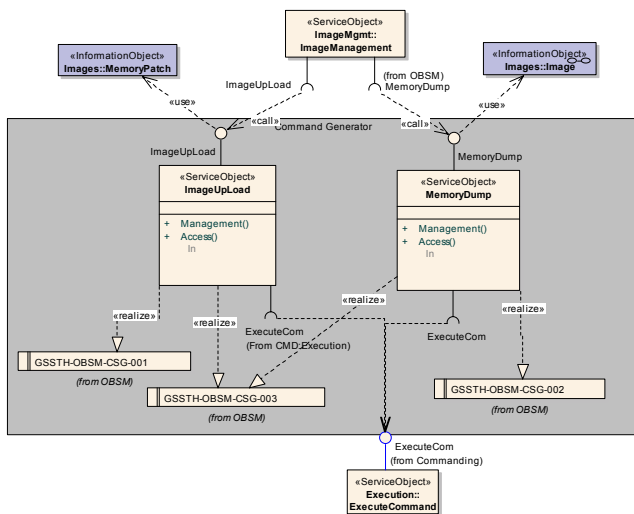 «ServiceObject»
ImageMgmt::
ImageManagement
«InformationObject»
Images::MemoryPatch
«InformationObject»
Images::Image
ImageUpLoad
(from OBSM)
MemoryDump
«use»
«call»
«call»
«use»
Command Generator
ImageUpLoad
MemoryDump
«ServiceObject»
ImageUpLoad
+ Management()
+ Access()
In
«ServiceObject»
MemoryDump
+ Management()
+ Access()
In
«realize»
«realize»
«realize»
«realize»
ExecuteCom
(From CMD:Execution)
ExecuteCom
GSSTH-OBSM-CSG-001
(from OBSM)
GSSTH-OBSM-CSG-003
(from OBSM)
GSSTH-OBSM-CSG-002
(from OBSM)
ExecuteCom
(from Commanding)
«ServiceObject»
Execution::
ExecuteCommand